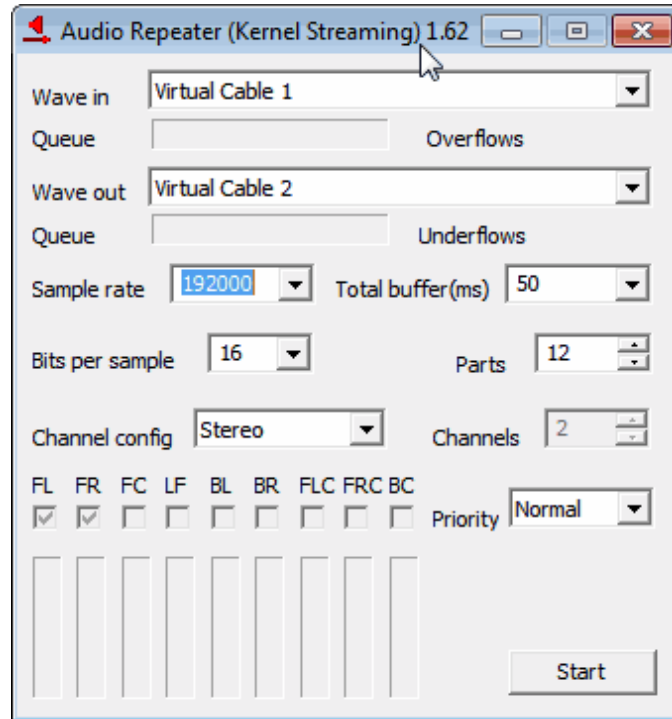 Audio Repeater (Kernel Streaming) 1.62
Wave in Virtual Cable 1
Queue Overflows
Wave out Virtual Cable 2
Queue Underflows
Sample rate 192000 Total buffer(ms) 50
Bits per sample 16 Parts 12
Channel config Stereo Channels 2
FL FR FC LF BL BR FLC FRC BC
Priority Normal
Start